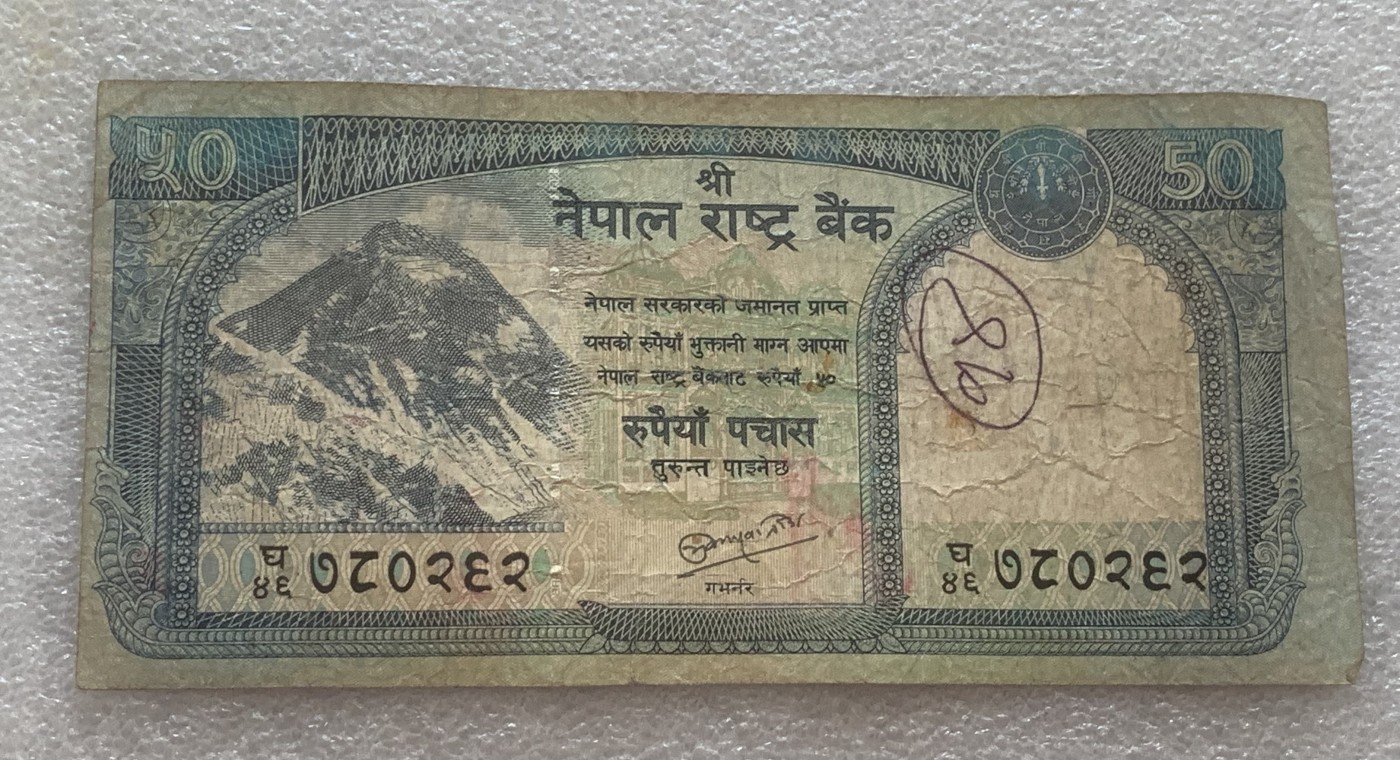 ५०
50
श्री
नेपाल राष्ट्र बैंक
नेपाल सरकारको जमानत प्राप्त
यसको रुपैयाँ भुक्तानी माग्न आएमा
नेपाल राष्ट्र बैंकबाट रुपैयाँ ५०
रुपैयाँ पचास
तुरुन्त पाइनेछ
गभर्नर
घ
४६ ७८०२६२
घ
४६ ७८०२६२